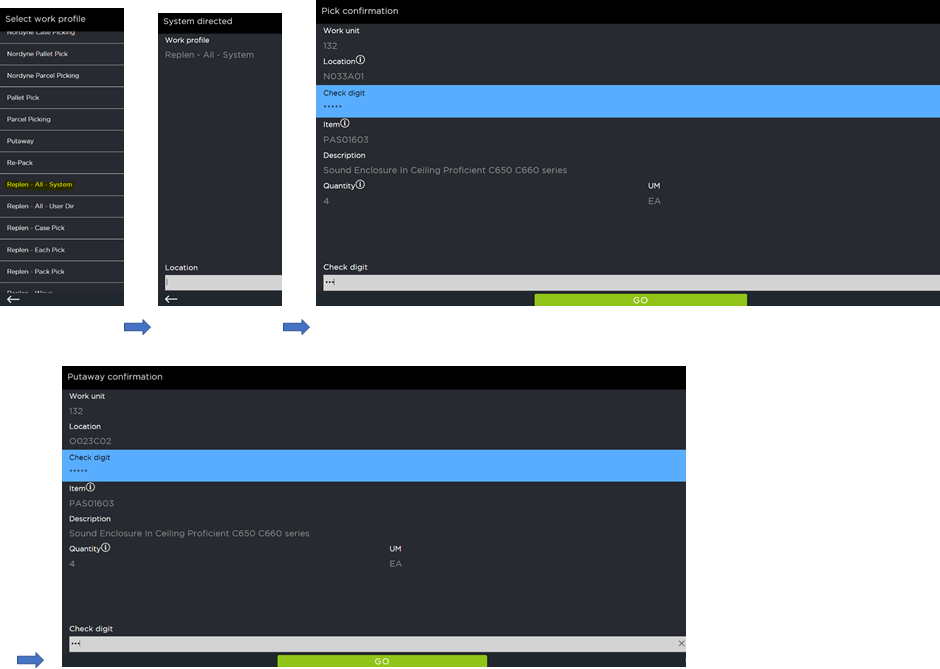 Select work profile
Nordyne Case Picking
Nordyne Pallet Pick
Nordyne Parcel Picking
Pallet Pick
Parcel Picking
Putaway
Re-Pack
Replen - All - System
Replen - All - User Dir
Replen - Case Pick
Replen - Each Pick
Replen - Pack Pick
Replen - Wave
System directed
Work profile
Replen - All - System
Location
Pick confirmation
Work unit
132
Location
N033A01
Check digit
*****
Item
PAS01603
Description
Sound Enclosure In Ceiling Proficient C650 C660 series
Quantity UM
4 EA
Check digit
•••
GO
Putaway confirmation
Work unit
132
Location
O023C02
Check digit
*****
Item
PAS01603
Description
Sound Enclosure In Ceiling Proficient C650 C660 series
Quantity UM
4 EA
Check digit
•••
GO